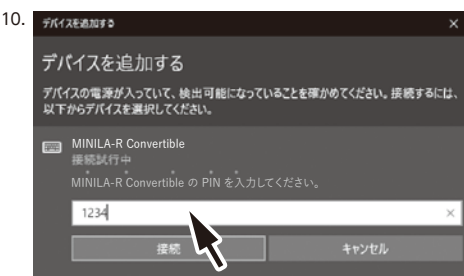 10.
デバイスを追加する
デバイスを追加する
デバイスの電源が入っていて、検出可能になっていることを確かめてください。接続するには、
以下からデバイスを選択してください。
MINILA-R Convertible
接続試行中
MINILA-R Convertible の PIN を入力してください。
1234
接続
キャンセル